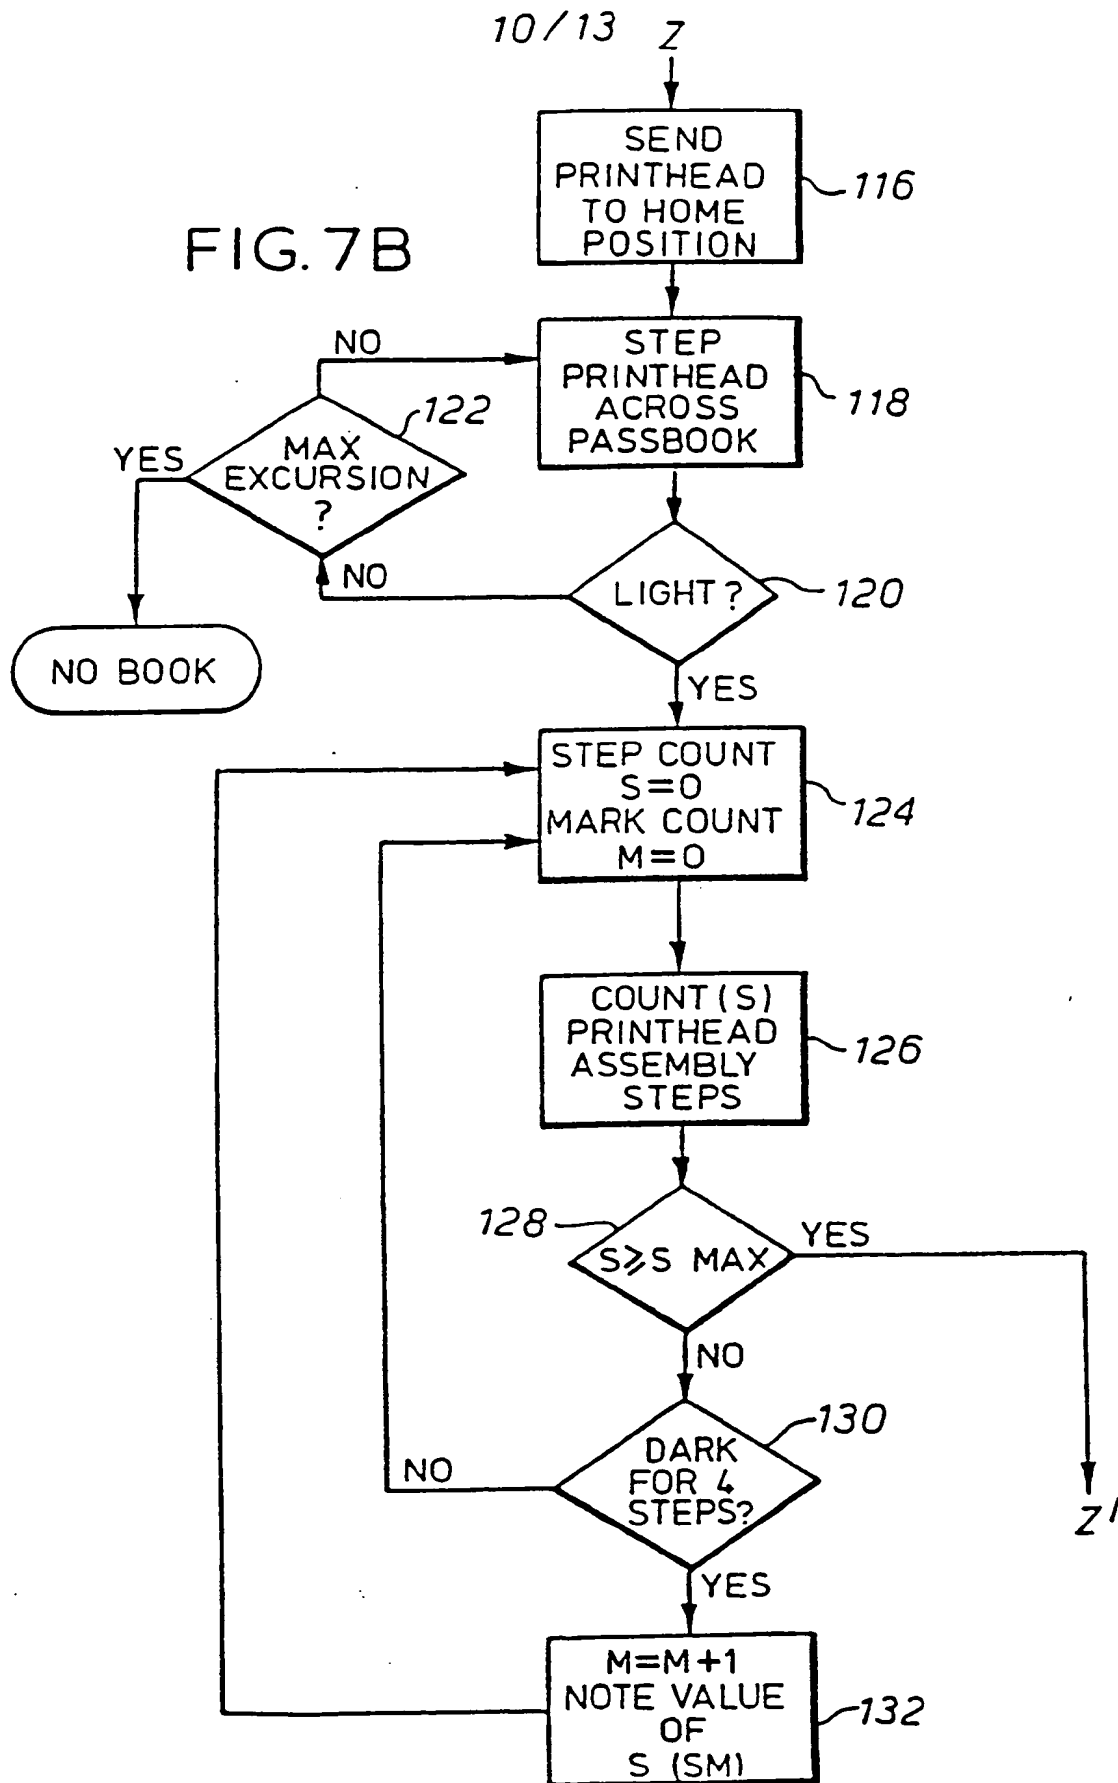 10/13 Z
SEND
PRINTHEAD
TO HOME
POSITION
116
FIG. 7B
NO
STEP
PRINTHEAD
ACROSS
PASSBOOK
118
122
YES
MAX
EXCURSION
?
NO
LIGHT?
120
NO BOOK
YES
STEP COUNT
S=0
MARK COUNT
M=0
124
COUNT(S)
PRINTHEAD
ASSEMBLY
STEPS
126
128
S⩾S MAX
YES
NO
130
DARK
FOR 4
STEPS?
NO
Z'
YES
M=M+1
NOTE VALUE
OF
S (SM)
132